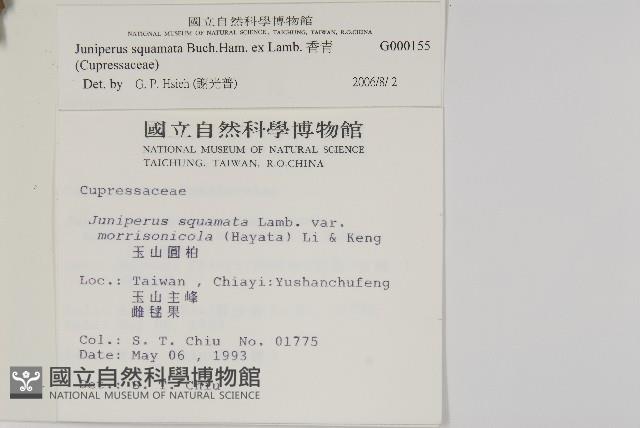 國立自然科學博物館
NATIONAL MUSEUM OF NATURAL SCIENCE, TAICHUNG, TAIWAN, R.O.CHINA
Juniperus squamata Buch.Ham. ex Lamb. 香青 G000155
(Cupressaceae)
Det. by G. P. Hsieh (謝光普) 2006/8/2
國立自然科學博物館
NATIONAL MUSEUM OF NATURAL SCIENCE
TAICHUNG, TAIWAN, R.O.CHINA
Cupressaceae
Juniperus squamata Lamb. var.
morrisonicola (Hayata) Li & Keng
玉山圓柏
Loc.: Taiwan , Chiayi:Yushanchufeng
玉山主峰
雌毬果
Col.: S. T. Chiu No. 01775
Date: May 06 , 1993
Det.: S. T. Chiu
國立自然科學博物館
NATIONAL MUSEUM OF NATURAL SCIENCE